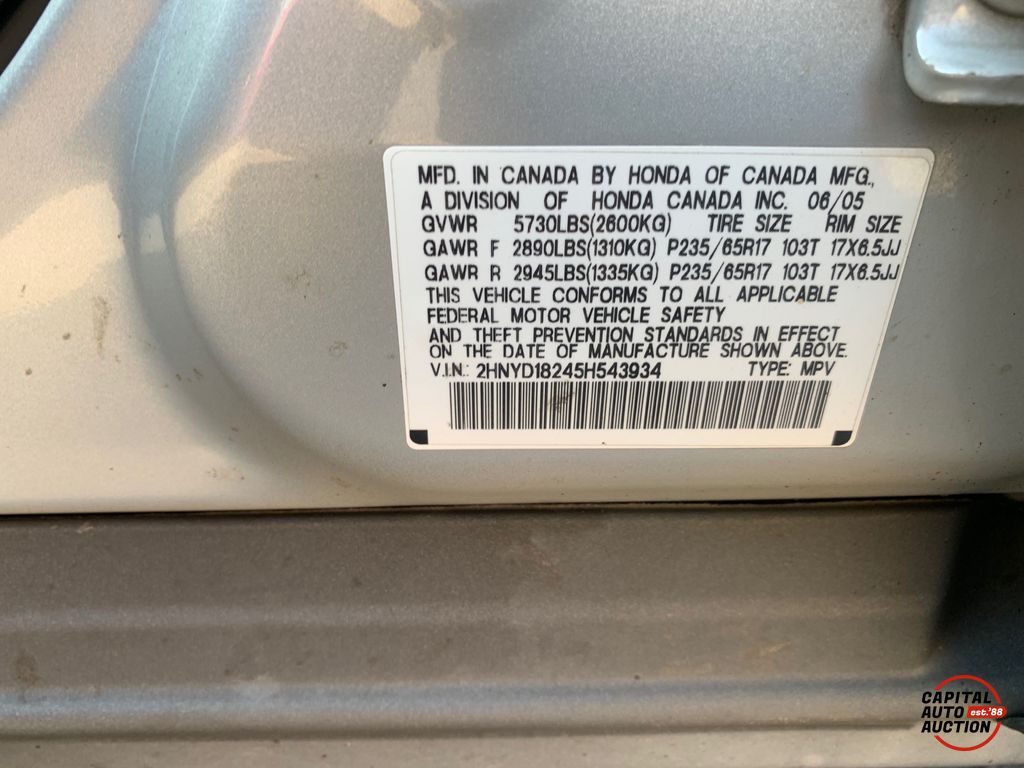 MFD. IN CANADA BY HONDA OF CANADA MFG.,
A DIVISION OF HONDA CANADA INC. 06/05
GVWR 5730LBS(2600KG) TIRE SIZE RIM SIZE
GAWR F 2890LBS(1310KG) P235/65R17 103T 17X6.5JJ
GAWR R 2945LBS(1335KG) P235/65R17 103T 17X6.5JJ
THIS VEHICLE CONFORMS TO ALL APPLICABLE
FEDERAL MOTOR VEHICLE SAFETY
AND THEFT PREVENTION STANDARDS IN EFFECT
ON THE DATE OF MANUFACTURE SHOWN ABOVE.
V.I.N.: 2HNYD18245H543934 TYPE: MPV
CAPITAL
AUTO est.'88
AUCTION